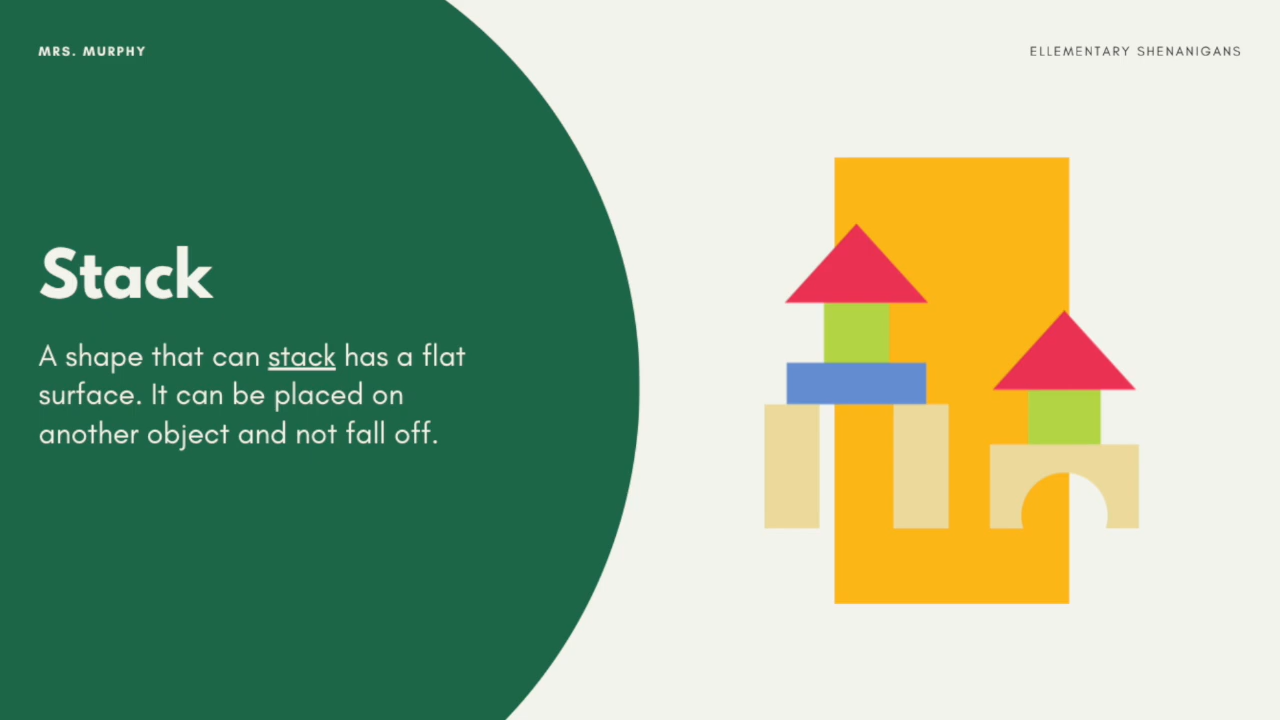 MRS. MURPHY
ELLEMENTARY SHENANIGANS
Stack
A shape that can stack has a flat
surface. It can be placed on
another object and not fall off.